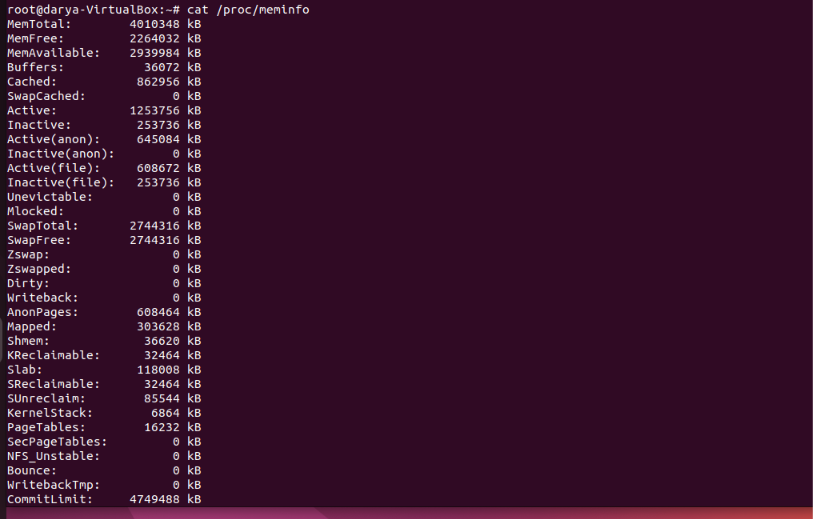 root@darya-VirtualBox:~# cat /proc/meminfo
MemTotal:        4010348 kB
MemFree:         2264032 kB
MemAvailable:    2939984 kB
Buffers:           36072 kB
Cached:           862956 kB
SwapCached:            0 kB
Active:          1253756 kB
Inactive:         253736 kB
Active(anon):     645084 kB
Inactive(anon):        0 kB
Active(file):     608672 kB
Inactive(file):   253736 kB
Unevictable:           0 kB
Mlocked:               0 kB
SwapTotal:       2744316 kB
SwapFree:        2744316 kB
Zswap:                 0 kB
Zswapped:              0 kB
Dirty:                 0 kB
Writeback:             0 kB
AnonPages:        608464 kB
Mapped:           303628 kB
Shmem:             36620 kB
KReclaimable:      32464 kB
Slab:             118008 kB
SReclaimable:      32464 kB
SUnreclaim:        85544 kB
KernelStack:        6864 kB
PageTables:        16232 kB
SecPageTables:         0 kB
NFS_Unstable:          0 kB
Bounce:                0 kB
WritebackTmp:          0 kB
CommitLimit:     4749488 kB